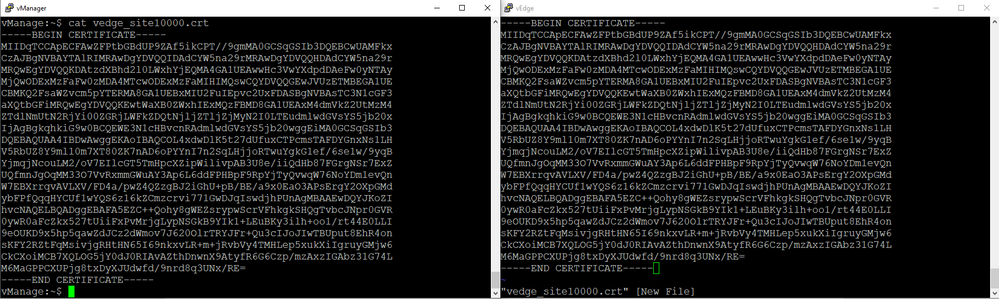 vManager
vManage:~$ cat vedge_site10000.crt
-----BEGIN CERTIFICATE-----
MIIDqTCCApECFAwZFPtbGBdUP9ZAf5ikCPT//9gmMA0GCSqGSIb3DQEBCwUAMFkx
CzAJBgNVBAYTAlRIMRAwDgYDVQQIDAdCYW5na29rMRAwDgYDVQQHDAdCYW5na29r
MRQwEgYDVQQKDAtzdXBhd2l0LWxhYjEQMA4GA1UEAwwHc3VwYXdpdDAeFw0yNTAy
MjQwODExMzFaFw0zMDA4MTcwODExMzFaMIHIMQswCQYDVQQGEwJVUzETMBEGA1UE
CBMKQ2FsaWZvcm5pYTERMA8GA1UEBxMIU2FuIEpvc2UxFDASBgNVBAsTC3N1cGF3
aXQtbGFiMRQwEgYDVQQKEwtWaXB0ZWxhIExMQzFBMD8GA1UEAxM4dmVkZ2UtMzM4
ZTdlNmUtN2RjYi00ZGRjLWFkZDQtNjljZTljZjMyN2I0LTEudmlwdGVsYS5jb20x
IjAgBgkqhkiG9w0BCQEWE3N1cHBvcnRAdmlwdGVsYS5jb20wggEiMA0GCSqGSIb3
DQEBAQUAA4IBDwAwggEKAoIBAQCOL4xdwDlK5t27dUfuxCTPcmsTAFDYGnxNs1LH
V5RbUZ8Y9ml10m7XT80ZK7nAD6oPYYnI7n2SqLHjjoRTwuYgkG1ef/6se1w/9yqB
YjmqjNcouLM2/oV7EIlcGT5TmHpcXZipWilivpAB3U8e/iiQdHb87FGrgNSr7ExZ
UQfmnJgOqMM33O7VvRxmmGWuAY3Ap6L6ddFPHBpF9RpYjTyQvwqW76NoYDm1evQn
W7EBXrrqvAVLXV/FD4a/pwZ4QZzgBJ2iGhU+pB/BE/a9x0EaO3APsErgY2OXpGMd
ybFPfQqqHYCUf1wYQS6z16kZCmzcrvi771GwDJqIswdjhPUnAgMBAAEwDQYJKoZI
hvcNAQELBQADggEBAFA5EZC++Qohy8gWEZsrypwScrVFhkgkSHQgTvbcJNpr0GVR
0ywR0aFcZkx527tUiiFxPvMrjgLypNSGkB9YIk1+LEuBKy3ilh+oo1/rt44E0LLI
9eOUKD9x5hp5qawZdJCz2dWmov7J620OlrTRYJFr+Qu3cIJoJIwTBUput8EhR4on
sKFY2RZtFqMsivjgRHtHN65I69nkxvLR+m+jRvbVy4TMHLep5xukXiIgruyGMjw6
CkCXoiMCB7XQLOG5jY0dJ0RIAvAZthDnwnX9AtyfR6G6Czp/mzAxzIGAbz31G74L
M6MaGPPCXUPjg8txDyXJUdwfd/9nrd8q3UNx/RE=
-----END CERTIFICATE-----
vManage:~$
vEdge
-----BEGIN CERTIFICATE-----
MIIDqTCCApECFAwZFPtbGBdUP9ZAf5ikCPT//9gmMA0GCSqGSIb3DQEBCwUAMFkx
CzAJBgNVBAYTAlRIMRAwDgYDVQQIDAdCYW5na29rMRAwDgYDVQQHDAdCYW5na29r
MRQwEgYDVQQKDAtzdXBhd2l0LWxhYjEQMA4GA1UEAwwHc3VwYXdpdDAeFw0yNTAy
MjQwODExMzFaFw0zMDA4MTcwODExMzFaMIHIMQswCQYDVQQGEwJVUzETMBEGA1UE
CBMKQ2FsaWZvcm5pYTERMA8GA1UEBxMIU2FuIEpvc2UxFDASBgNVBAsTC3N1cGF3
aXQtbGFiMRQwEgYDVQQKEwtWaXB0ZWxhIExMQzFBMD8GA1UEAxM4dmVkZ2UtMzM4
ZTdlNmUtN2RjYi00ZGRjLWFkZDQtNjljZTljZjMyN2I0LTEudmlwdGVsYS5jb20x
IjAgBgkqhkiG9w0BCQEWE3N1cHBvcnRAdmlwdGVsYS5jb20wggEiMA0GCSqGSIb3
DQEBAQUAA4IBDwAwggEKAoIBAQCOL4xdwDlK5t27dUfuxCTPcmsTAFDYGnxNs1LH
V5RbUZ8Y9ml10m7XT80ZK7nAD6oPYYnI7n2SqLHjjoRTwuYgkG1ef/6se1w/9yqB
YjmqjNcouLM2/oV7EIlcGT5TmHpcXZipWilivpAB3U8e/iiQdHb87FGrgNSr7ExZ
UQfmnJgOqMM33O7VvRxmmGWuAY3Ap6L6ddFPHBpF9RpYjTyQvwqW76NoYDm1evQn
W7EBXrrqvAVLXV/FD4a/pwZ4QZzgBJ2iGhU+pB/BE/a9x0EaO3APsErgY2OXpGMd
ybFPfQqqHYCUf1wYQS6z16kZCmzcrvi771GwDJqIswdjhPUnAgMBAAEwDQYJKoZI
hvcNAQELBQADggEBAFA5EZC++Qohy8gWEZsrypwScrVFhkgkSHQgTvbcJNpr0GVR
0ywR0aFcZkx527tUiiFxPvMrjgLypNSGkB9YIk1+LEuBKy3ilh+oo1/rt44E0LLI
9eOUKD9x5hp5qawZdJCz2dWmov7J620OlrTRYJFr+Qu3cIJoJIwTBUput8EhR4on
sKFY2RZtFqMsivjgRHtHN65I69nkxvLR+m+jRvbVy4TMHLep5xukXiIgruyGMjw6
CkCXoiMCB7XQLOG5jY0dJ0RIAvAZthDnwnX9AtyfR6G6Czp/mzAxzIGAbz31G74L
M6MaGPPCXUPjg8txDyXJUdwfd/9nrd8q3UNx/RE=
-----END CERTIFICATE-----
~
"vedge_site10000.crt" [New File]